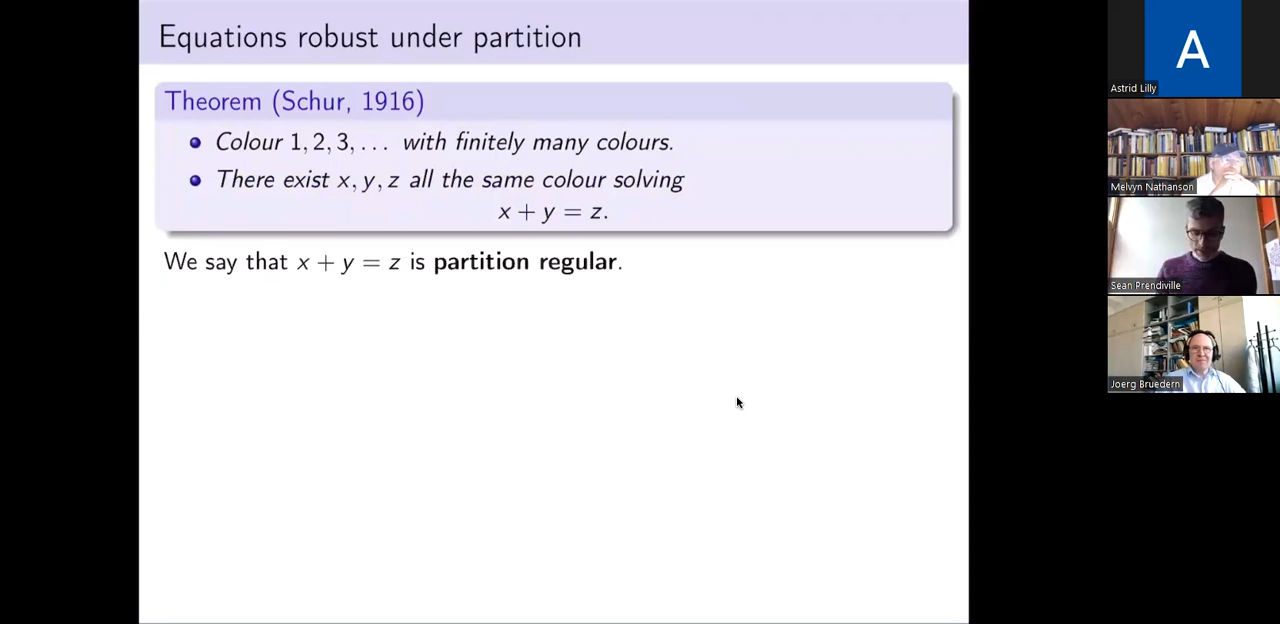 Equations robust under partition
Theorem (Schur, 1916)
Colour 1, 2, 3, . . . with finitely many colours.
There exist x, y, z all the same colour solving
x + y = z.
We say that x + y = z is partition regular.
A
Astrid Lilly
Melvyn Nathanson
Sean Prendiville
Joerg Bruedern